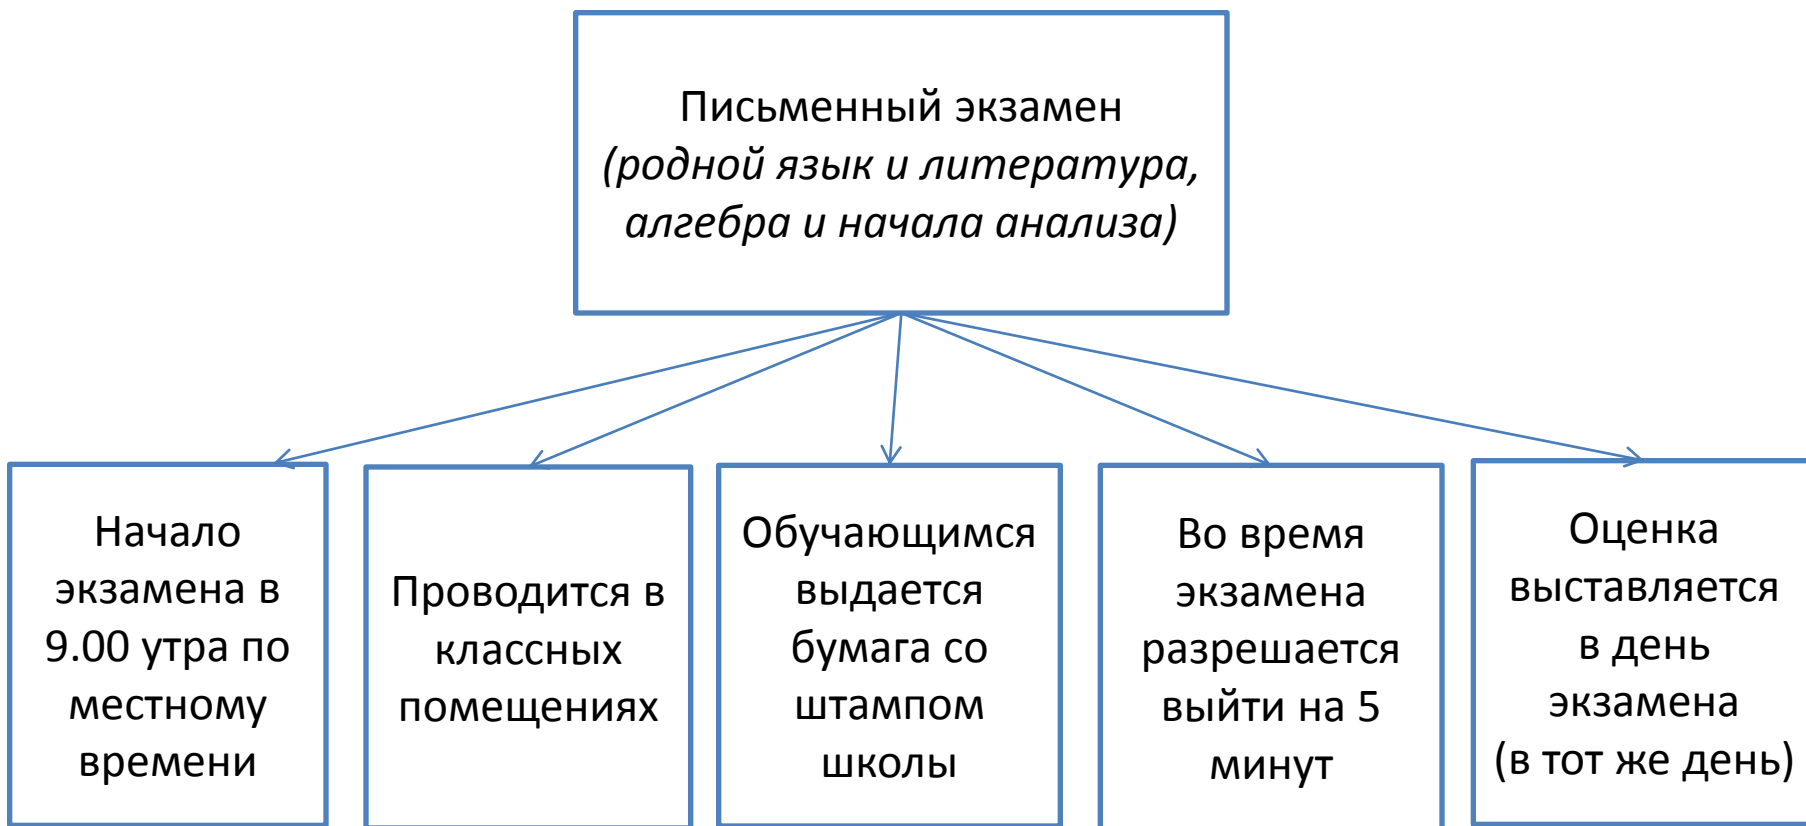 Письменный экзамен
(родной язык и литература,
алгебра и начала анализа)
Начало
экзамена в
9.00 утра по
местному
времени
Проводится в
классных
помещениях
Обучающимся
выдается
бумага со
штампом
школы
Во время
экзамена
разрешается
выйти на 5
минут
Оценка
выставляется
в день
экзамена
(в тот же день)